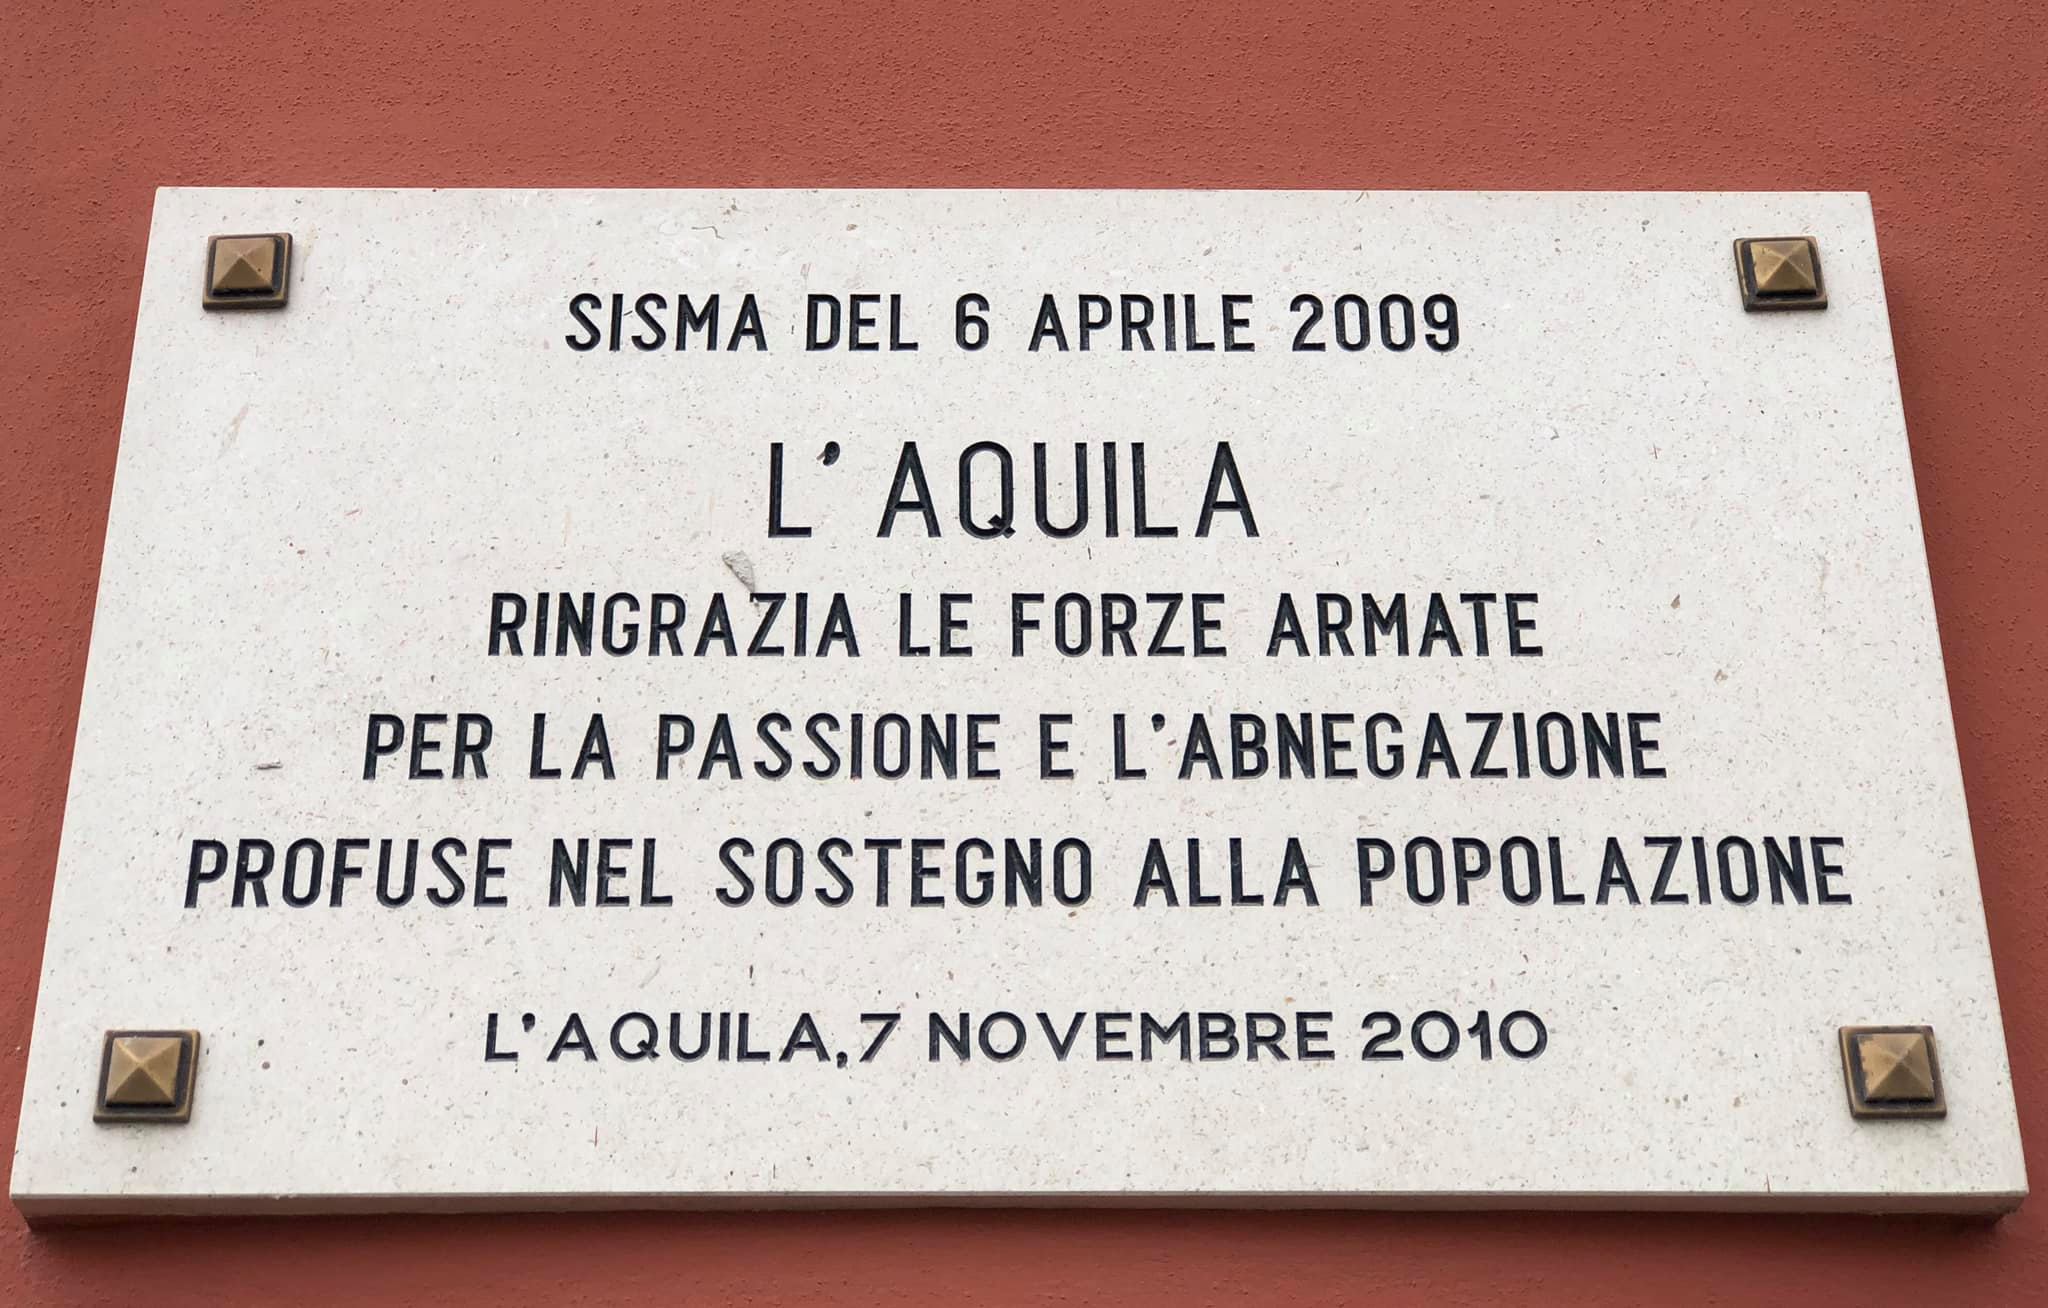 SISMA DEL 6 APRILE 2009
L'AQUILA
RINGRAZIA LE FORZE ARMATE
PER LA PASSIONE E L'ABNEGAZIONE
PROFUSE NEL SOSTEGNO ALLA POPOLAZIONE
L'AQUILA, 7 NOVEMBRE 2010